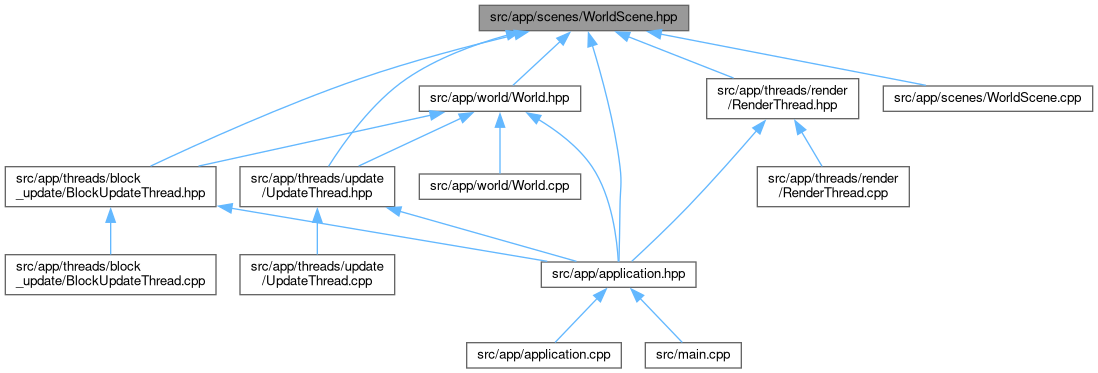 src/app/scenes/WorldScene.hpp
src/app/world/World.hpp
src/app/threads/render
/RenderThread.hpp
src/app/scenes/WorldScene.cpp
src/app/threads/block
_update/BlockUpdateThread.hpp
src/app/threads/update
/UpdateThread.hpp
src/app/world/World.cpp
src/app/threads/render
/RenderThread.cpp
src/app/threads/block
_update/BlockUpdateThread.cpp
src/app/threads/update
/UpdateThread.cpp
src/app/application.hpp
src/app/application.cpp
src/main.cpp